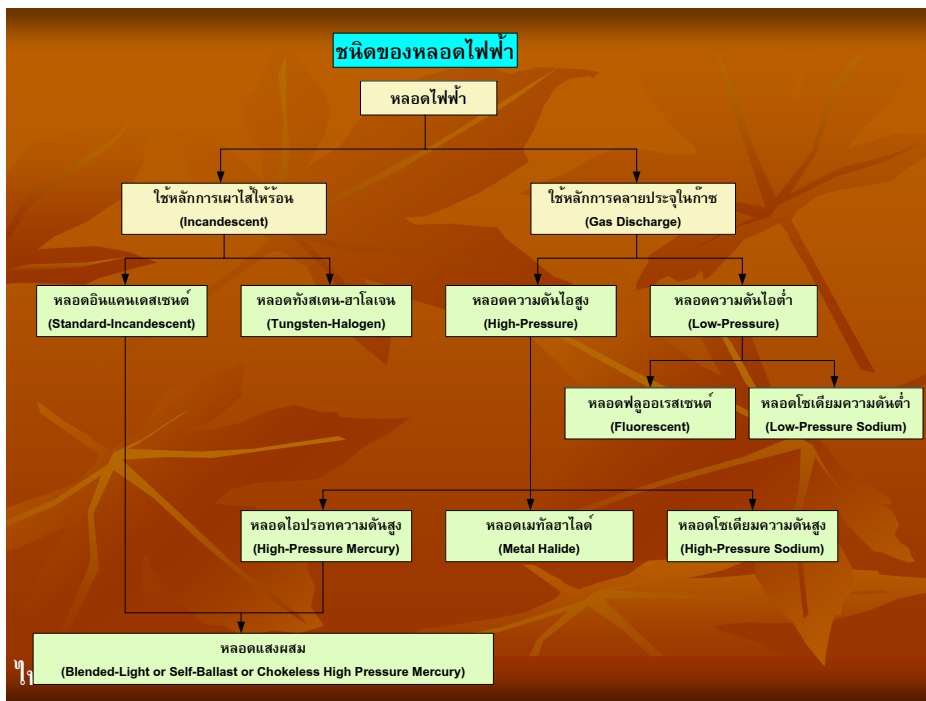 ชนิดของหลอดไฟฟ้า
หลอดไฟฟ้า
ใช้หลักการเผาไส้ให้ร้อน
(Incandescent)
ใช้หลักการคลายประจุในก๊าซ
(Gas Discharge)
หลอดอินแคนเดสเซนต์
(Standard-Incandescent)
หลอดทังสเตน-ฮาโลเจน
(Tungsten-Halogen)
หลอดความดันไอสูง
(High-Pressure)
หลอดความดันไอต่ำ
(Low-Pressure)
หลอดฟลูออเรสเซนต์
(Fluorescent)
หลอดโซเดียมความดันต่ำ
(Low-Pressure Sodium)
หลอดไอปรอทความดันสูง
(High-Pressure Mercury)
หลอดเมทัลฮาไลด์
(Metal Halide)
หลอดโซเดียมความดันสูง
(High-Pressure Sodium)
หลอดแสงผสม
(Blended-Light or Self-Ballast or Chokeless High Pressure Mercury)